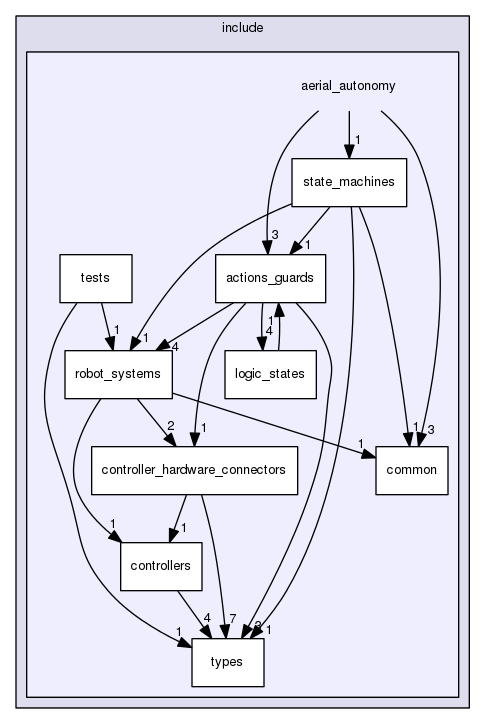 include
aerial_autonomy
1
state_machines
3
1
tests
actions_guards
1
1
1
4
4
robot_systems
logic_states
2
1
1
1
3
controller_hardware_connectors
common
1
1
controllers
4
7
1
1
types